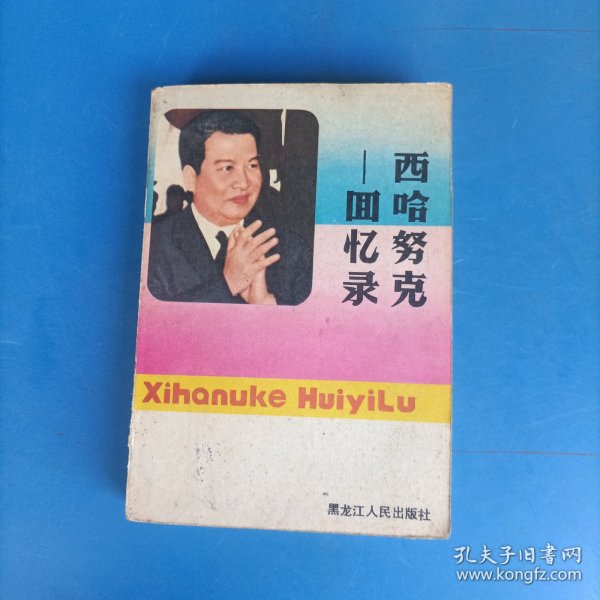 西哈努克
—回忆录
Xihanuke HuiyiLu
黑龙江人民出版社
孔夫子旧书网
www.kongfz.com